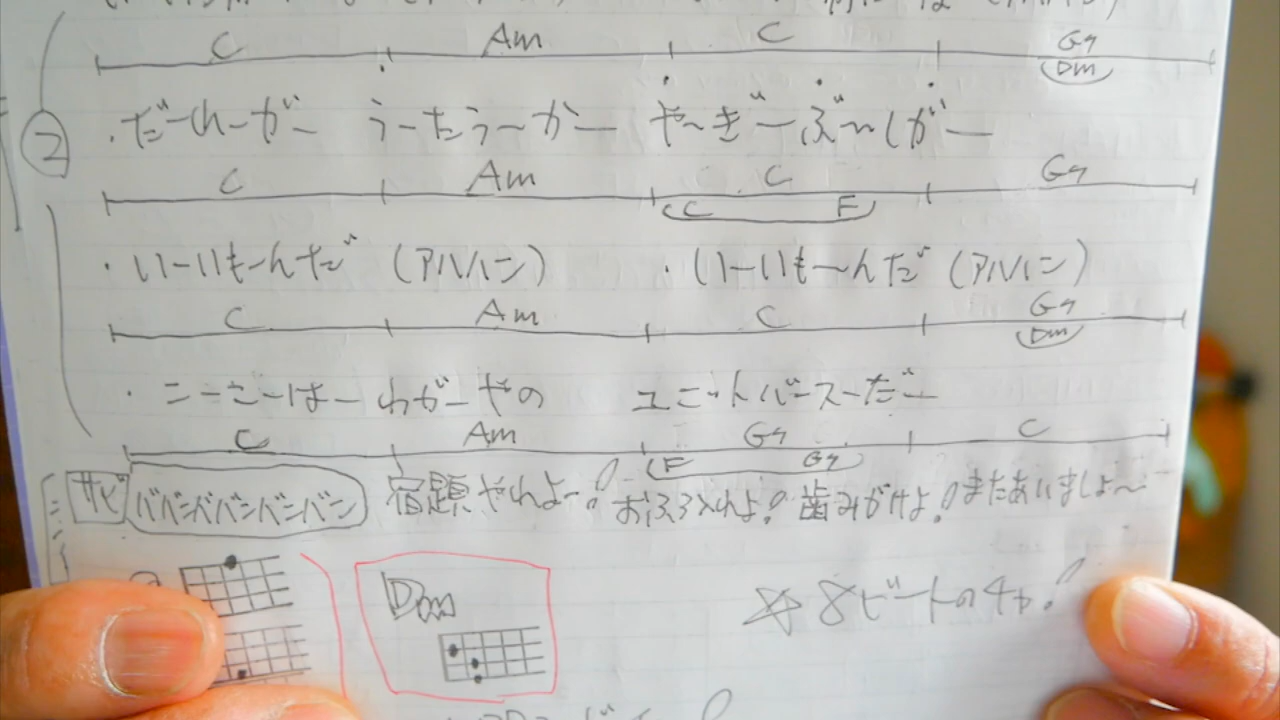 C Am C G7
Dm
② ・だーれーがー うーたうーかー やーぎーぶーしがー
C Am C G7
C F
・いーいもーんだ (アハハン) ・いーいもーんだ (アハハン)
C Am C G7
Dm
・こーこーはーわがーやの ユニットバースーだー
C Am G7 C
F G7
サビ ババンババンバンバン 宿題やれよー! おふろ入れよ! 歯みがけよ! またあいましょ〜
Dm
☆8ビートのチャ!